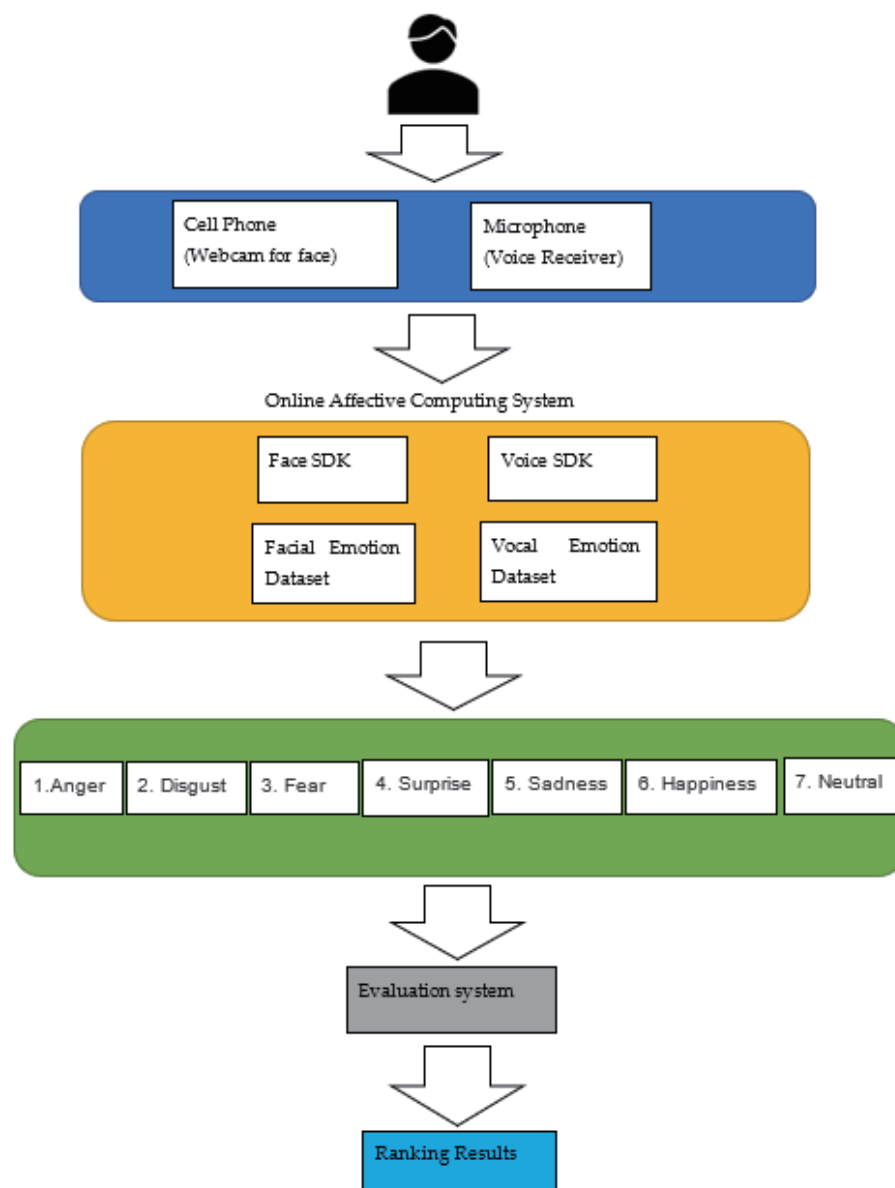 Cell Phone
(Webcam for face)
Microphone
(Voice Receiver)
Online Affective Computing System
Face SDK
Voice SDK
Facial Emotion
Dataset
Vocal Emotion
Dataset
1.Anger
2. Disgust
3. Fear
4. Surprise
5. Sadness
6. Happiness
7. Neutral
Evaluation system
Ranking Results